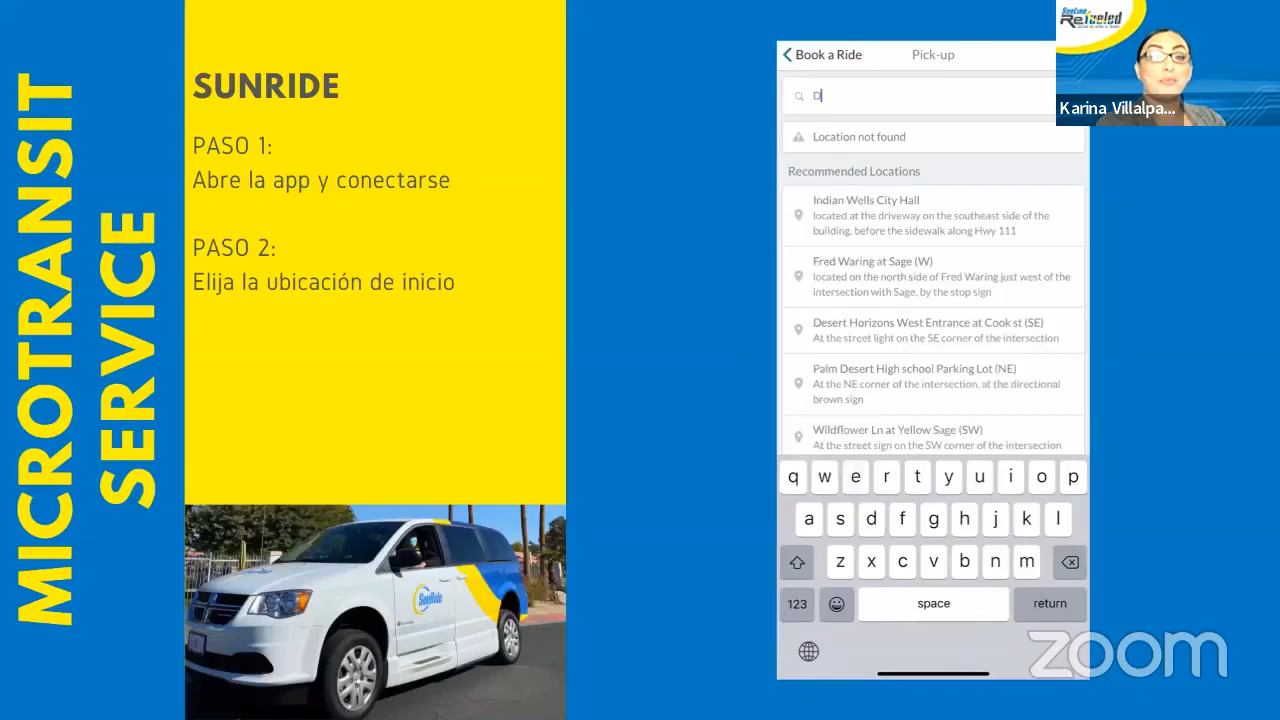 MICROTRANSIT
SERVICE
SUNRIDE
PASO 1:
Abre la app y conectarse
PASO 2:
Elija la ubicación de inicio
SunRide
Book a Ride
Pick-up
D
Location not found
Recommended Locations
Indian Wells City Hall
located at the driveway on the southeast side of the
building, before the sidewalk along Hwy 111
Fred Waring at Sage (W)
located on the north side of Fred Waring just west of the
intersection with Sage, by the stop sign
Desert Horizons West Entrance at Cook st (SE)
At the street light on the SE corner of the intersection
Palm Desert High school Parking Lot (NE)
At the NE corner of the intersection, at the directional
brown sign
Wildflower Ln at Yellow Sage (SW)
At the street sign on the SW corner of the intersection
q w e r t y u i o p
a s d f g h j k l
z x c v b n m
123 space return
SunLine
Refueled
Karina Villalpa...
zoom